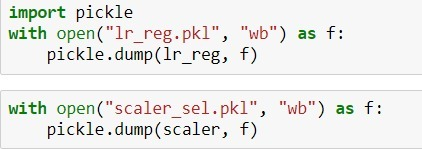 import pickle
with open("lr_reg.pkl", "wb") as f:
    pickle.dump(lr_reg, f)
with open("scaler_sel.pkl", "wb") as f:
    pickle.dump(scaler, f)